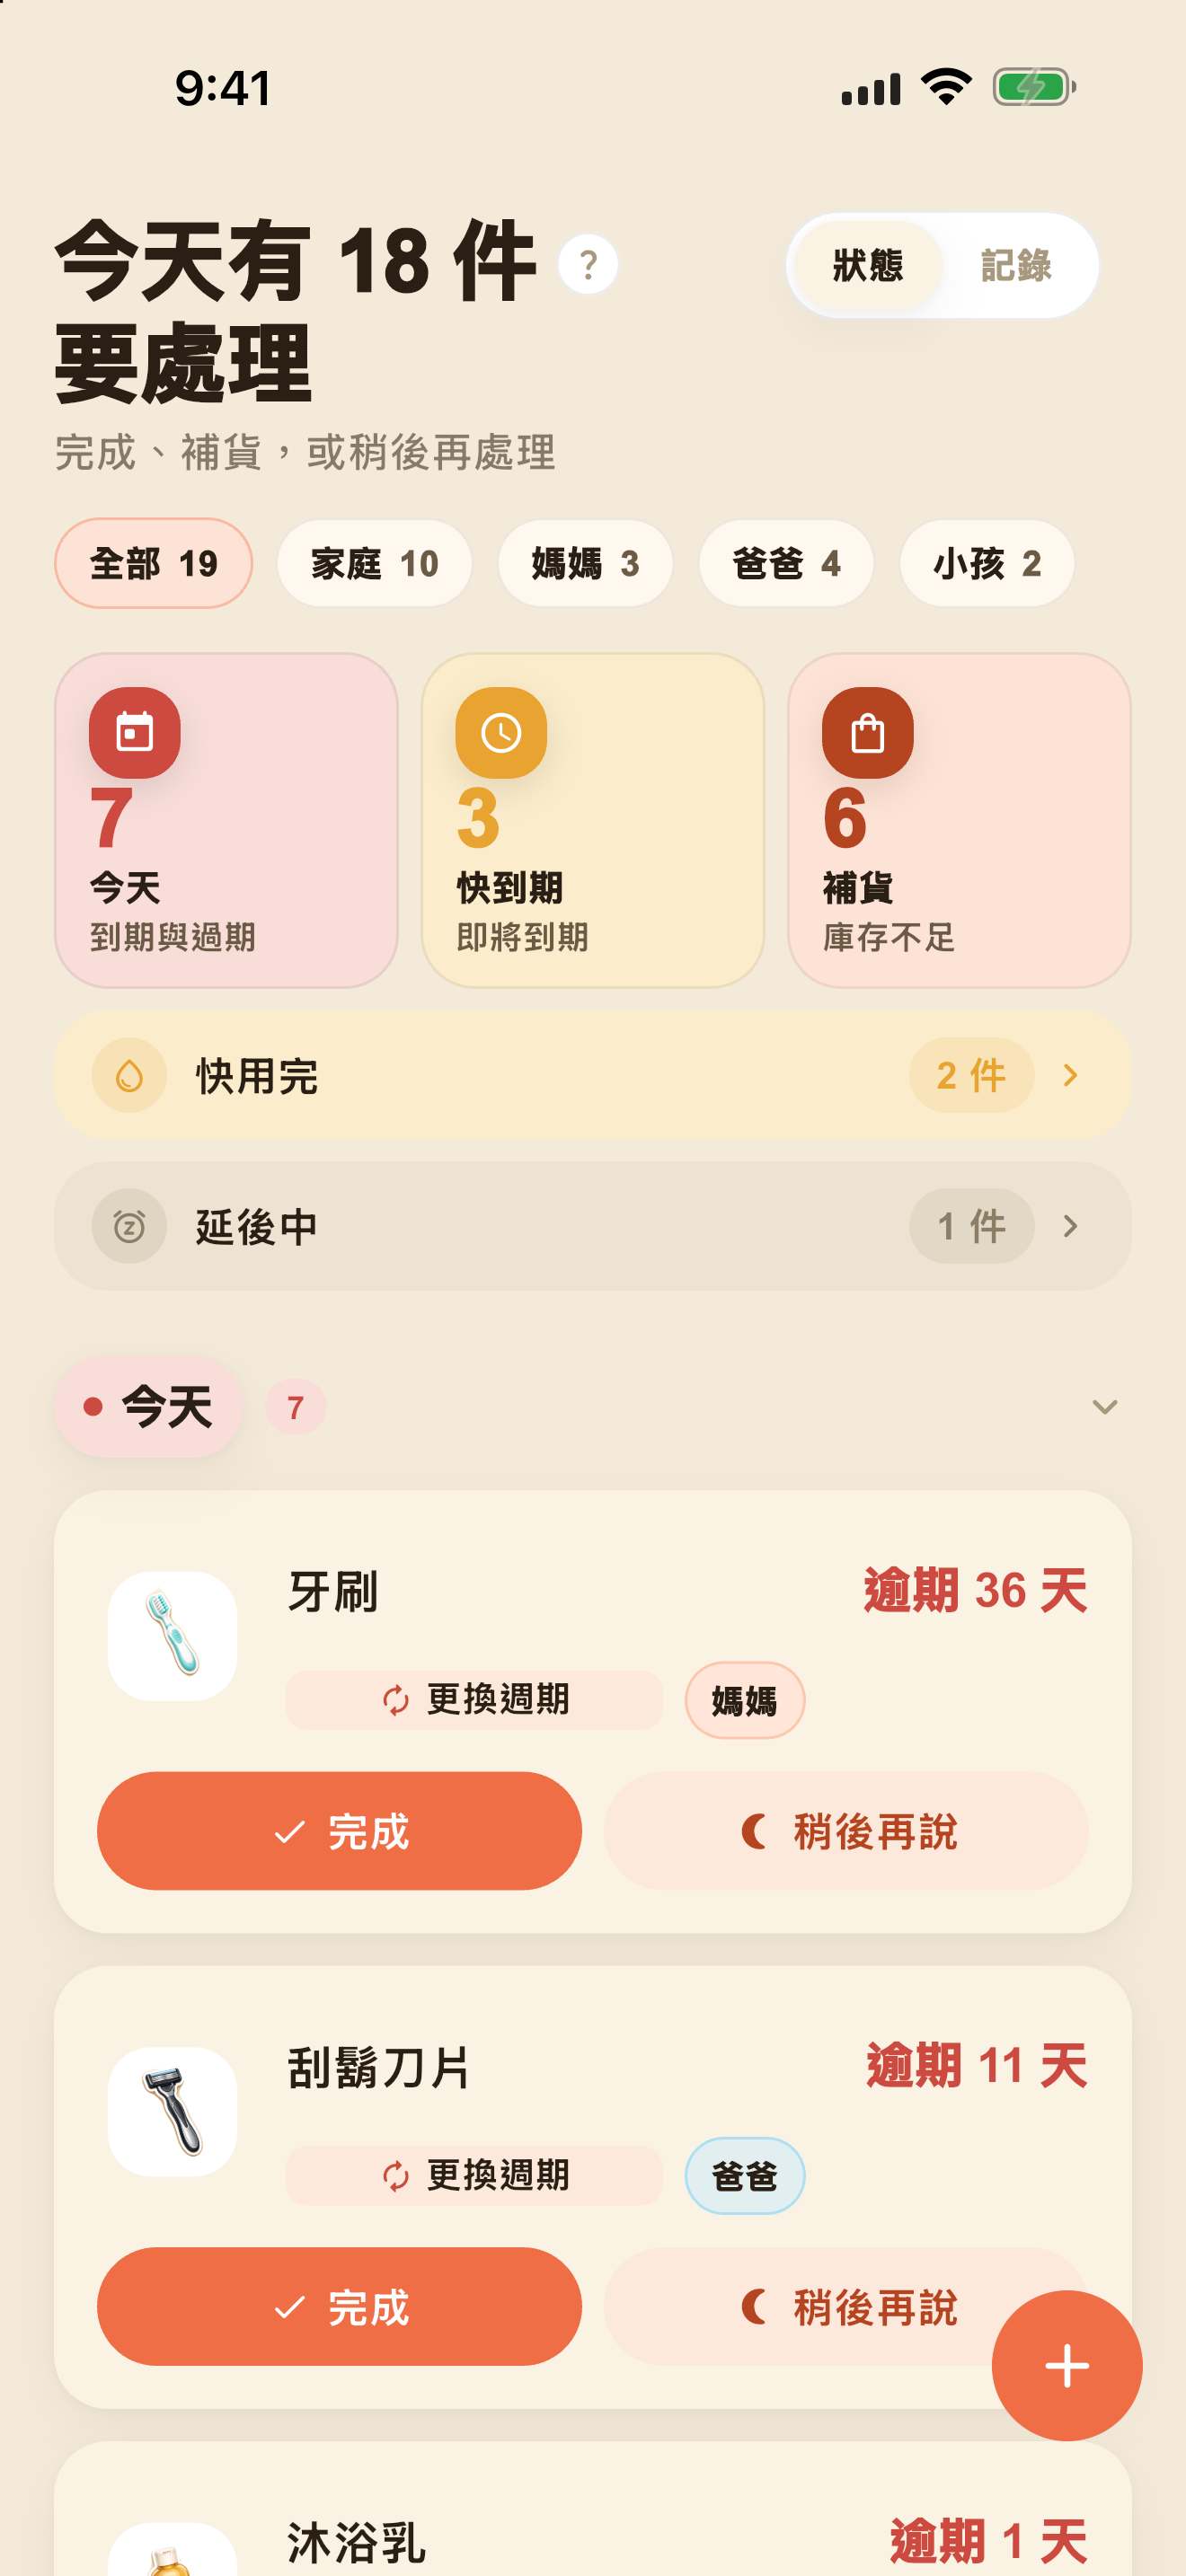 9:41
今天有 18 件
要處理
?
狀態
記錄
完成、補貨，或稍後再處理
全部 19
家庭 10
媽媽 3
爸爸 4
小孩 2
7
今天
到期與過期
3
快到期
即將到期
6
補貨
庫存不足
快用完
2 件
延後中
1 件
今天
7
牙刷
逾期 36 天
更換週期
媽媽
完成
稍後再說
刮鬍刀片
逾期 11 天
更換週期
爸爸
完成
稍後再說
沐浴乳
逾期 1 天